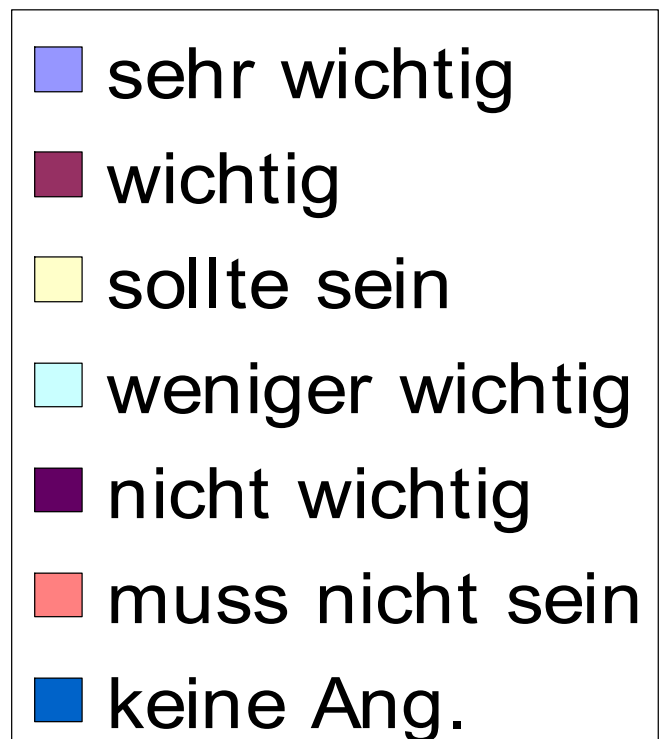 sehr wichtig
wichtig
sollte sein
weniger wichtig
nicht wichtig
muss nicht sein
keine Ang.